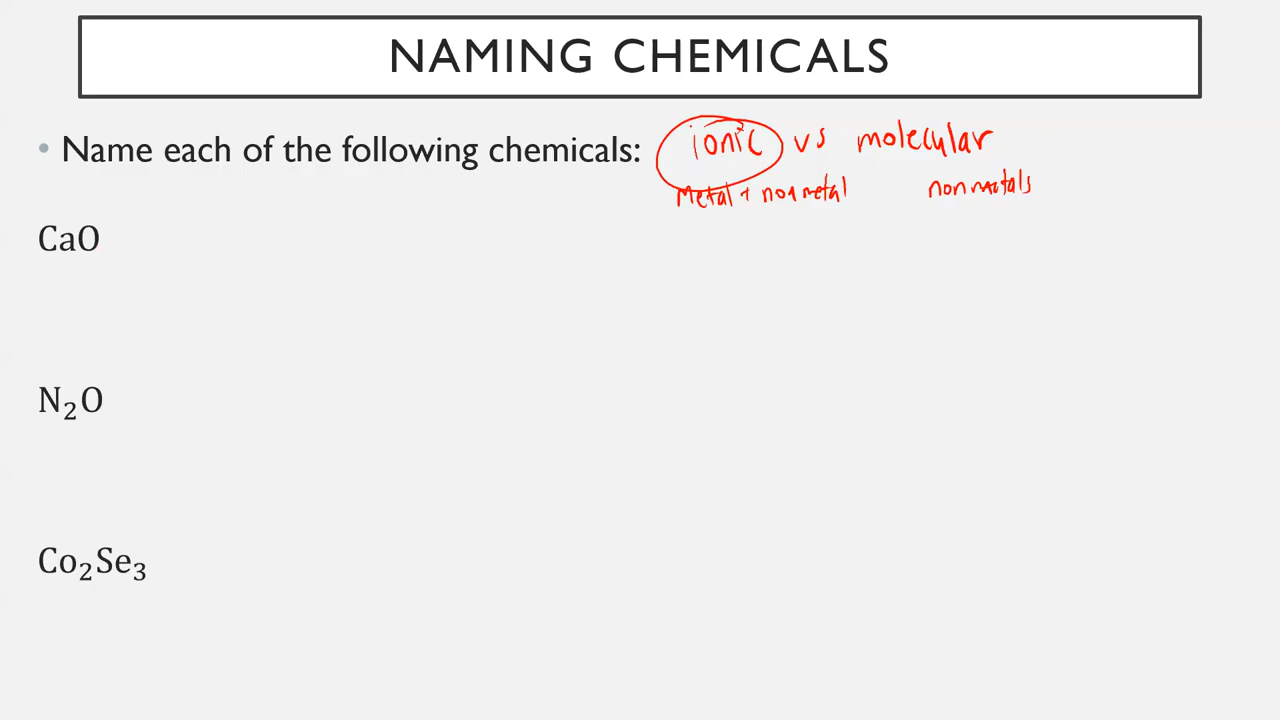 NAMING CHEMICALS
• Name each of the following chemicals: ionic vs molecular
Metal + nonmetal nonmetals
CaO
N₂O
Co₂Se₃